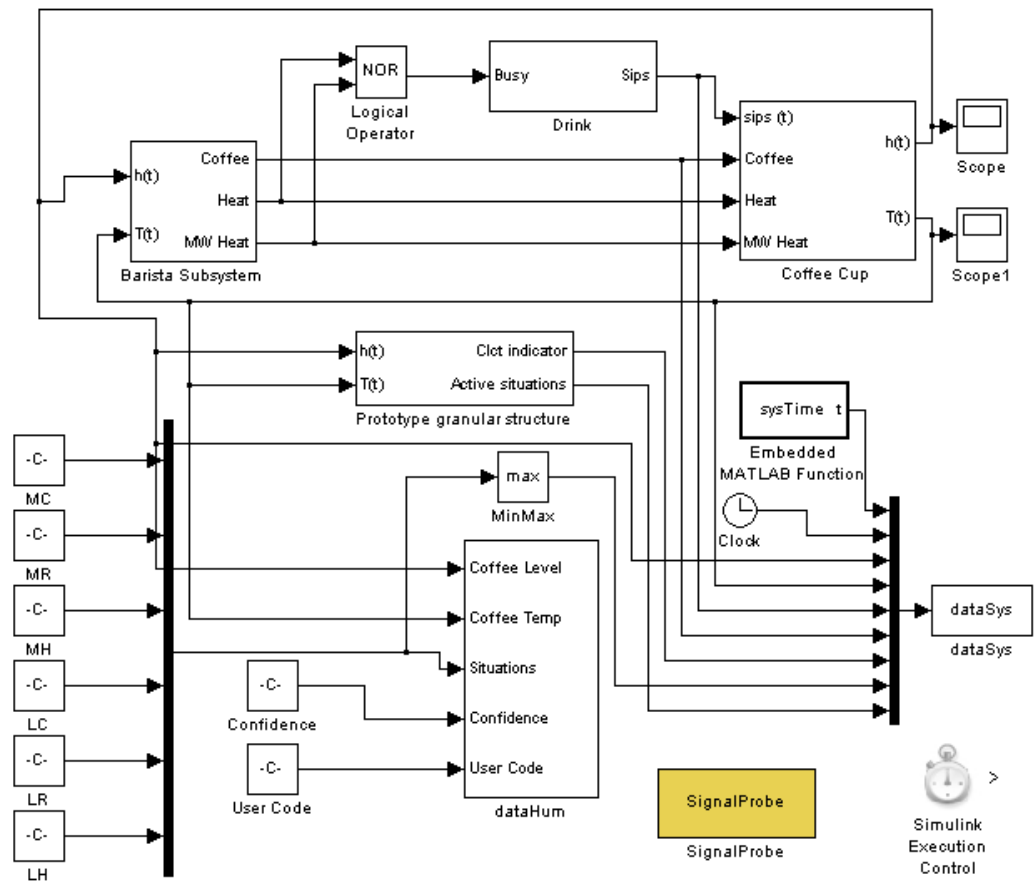 NOR
Logical
Operator
Busy
Sips
Drink
sips (t)
Coffee
Heat
MW Heat
h(t)
T(t)
Coffee Cup
Scope
Scope1
h(t)
T(t)
Coffee
Heat
MW Heat
Barista Subsystem
h(t)
T(t)
Clct indicator
Active situations
Prototype granular structure
sysTime t
Embedded
MATLAB Function
-C-
MC
-C-
MR
-C-
MH
-C-
LC
-C-
LR
-C-
LH
max
MinMax
Clock
Coffee Level
Coffee Temp
Situations
Confidence
User Code
dataHum
-C-
Confidence
-C-
User Code
dataSys
dataSys
SignalProbe
SignalProbe
>
Simulink
Execution
Control